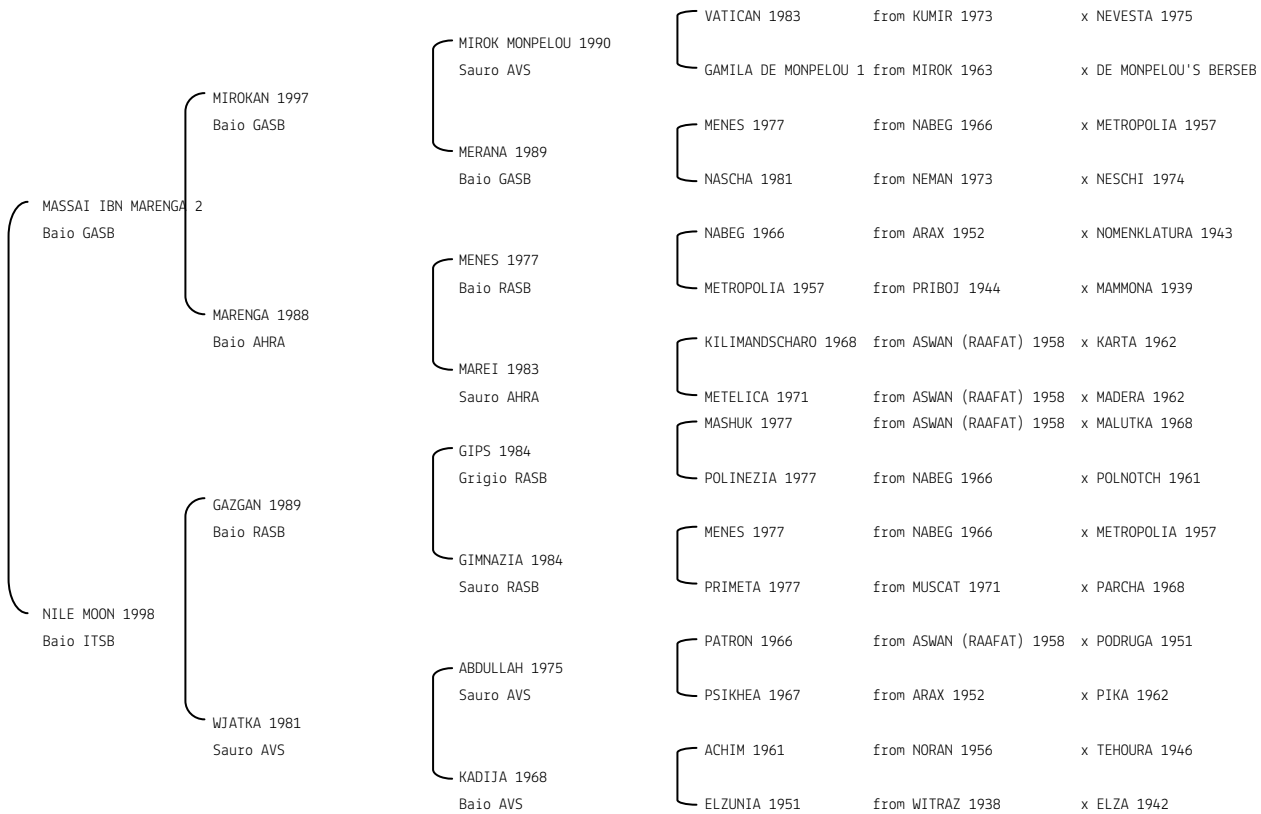 VATICAN 1983 from KUMIR 1973 x NEVESTA 1975
MIROK MONPELOU 1990
Sauro AVS
GAMILA DE MONPELOU 1 from MIROK 1963 x DE MONPELOU'S BERSEB
MIROKAN 1997
Baio GASB
MENES 1977 from NABEG 1966 x METROPOLIA 1957
MERANA 1989
Baio GASB
NASCHA 1981 from NEMAN 1973 x NESCHI 1974
MASSAI IBN MARENGA 2
Baio GASB
NABEG 1966 from ARAX 1952 x NOMENKLATURA 1943
MENES 1977
Baio RASB
METROPOLIA 1957 from PRIBOJ 1944 x MAMMONA 1939
MARENGA 1988
Baio AHRA
KILIMANDSCHARO 1968 from ASWAN (RAAFAT) 1958 x KARTA 1962
MAREI 1983
Sauro AHRA
METELICA 1971 from ASWAN (RAAFAT) 1958 x MADERA 1962
MASHUK 1977 from ASWAN (RAAFAT) 1958 x MALUTKA 1968
GIPS 1984
Grigio RASB
POLINEZIA 1977 from NABEG 1966 x POLNOTCH 1961
GAZGAN 1989
Baio RASB
MENES 1977 from NABEG 1966 x METROPOLIA 1957
GIMNAZIA 1984
Sauro RASB
PRIMETA 1977 from MUSCAT 1971 x PARCHA 1968
NILE MOON 1998
Baio ITSB
PATRON 1966 from ASWAN (RAAFAT) 1958 x PODRUGA 1951
ABDULLAH 1975
Sauro AVS
PSIKHEA 1967 from ARAX 1952 x PIKA 1962
WJATKA 1981
Sauro AVS
ACHIM 1961 from NORAN 1956 x TEHOURA 1946
KADIJA 1968
Baio AVS
ELZUNIA 1951 from WITRAZ 1938 x ELZA 1942